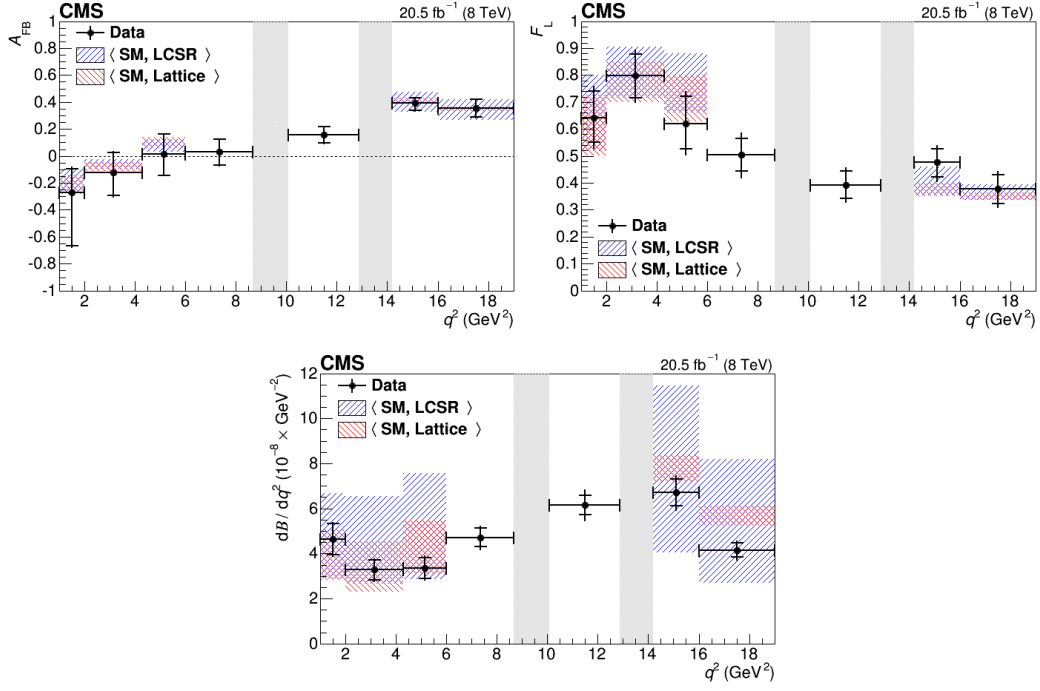 CMS 20.5 fb⁻¹ (8 TeV)
A_FB
1
0.8
0.6
0.4
0.2
0
-0.2
-0.4
-0.6
-0.8
-1
Data
⟨ SM, LCSR ⟩
⟨ SM, Lattice ⟩
2 4 6 8 10 12 14 16 18
q² (GeV²)
CMS 20.5 fb⁻¹ (8 TeV)
F_L
1
0.9
0.8
0.7
0.6
0.5
0.4
0.3
0.2
0.1
0
Data
⟨ SM, LCSR ⟩
⟨ SM, Lattice ⟩
2 4 6 8 10 12 14 16 18
q² (GeV²)
CMS 20.5 fb⁻¹ (8 TeV)
dB / dq² (10⁻⁸ × GeV⁻²)
12
10
8
6
4
2
0
Data
⟨ SM, LCSR ⟩
⟨ SM, Lattice ⟩
2 4 6 8 10 12 14 16 18
q² (GeV²)